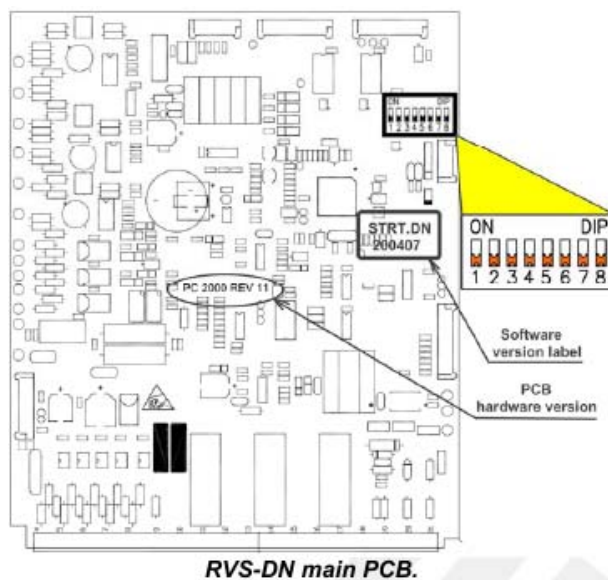 ON DIP
1 2 3 4 5 6 7 8
STRT.DN
200407
ON DIP
1 2 3 4 5 6 7 8
PC 2000 REV 11
Software
version label
PCB
hardware version
RVS-DN main PCB.